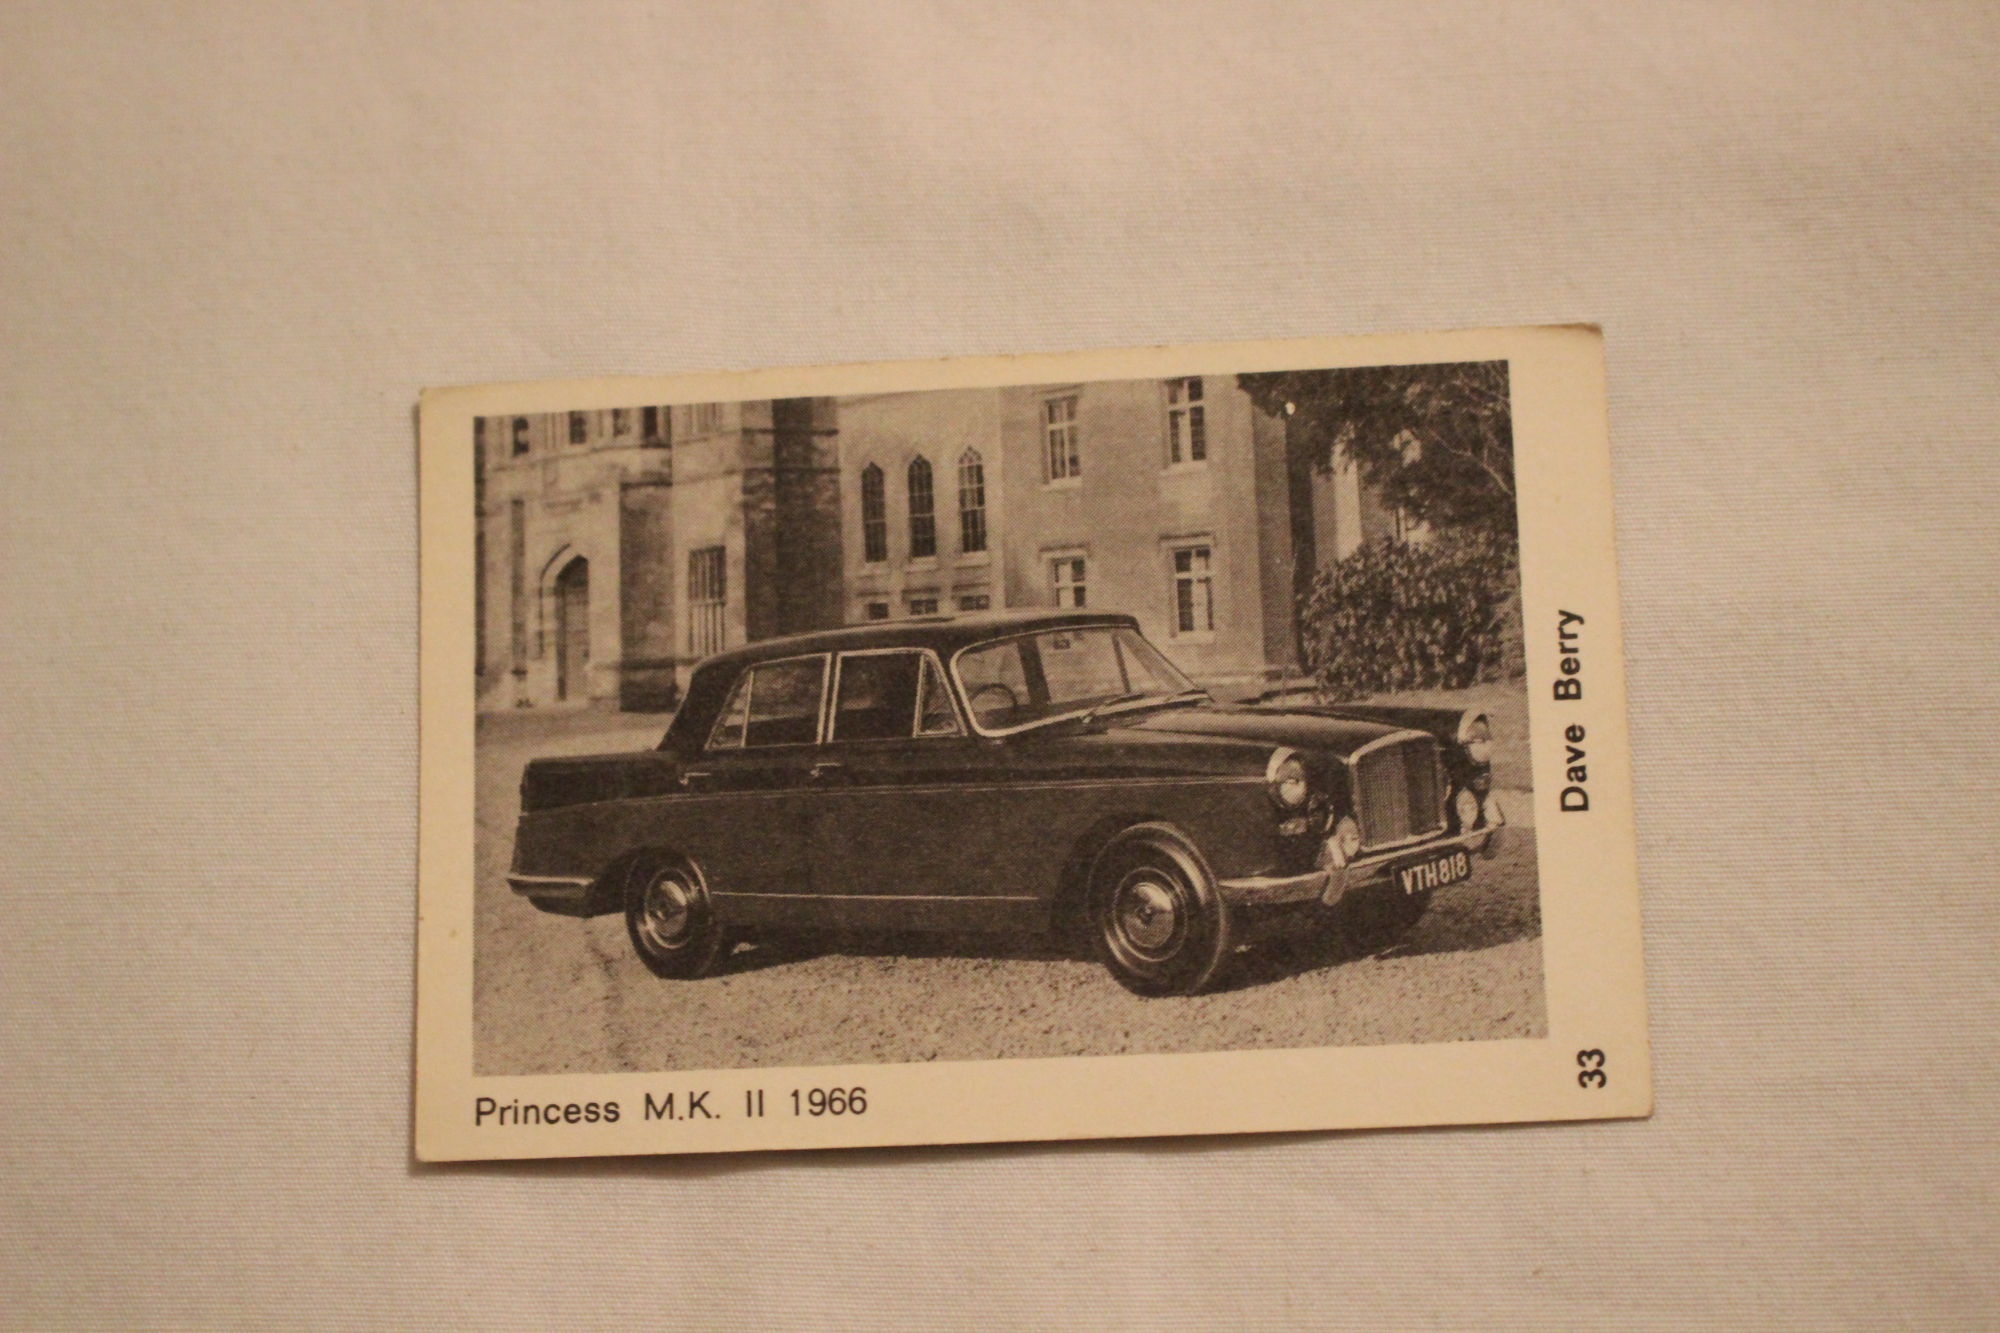 VTH818
Princess M.K. II 1966
Dave Berry
33